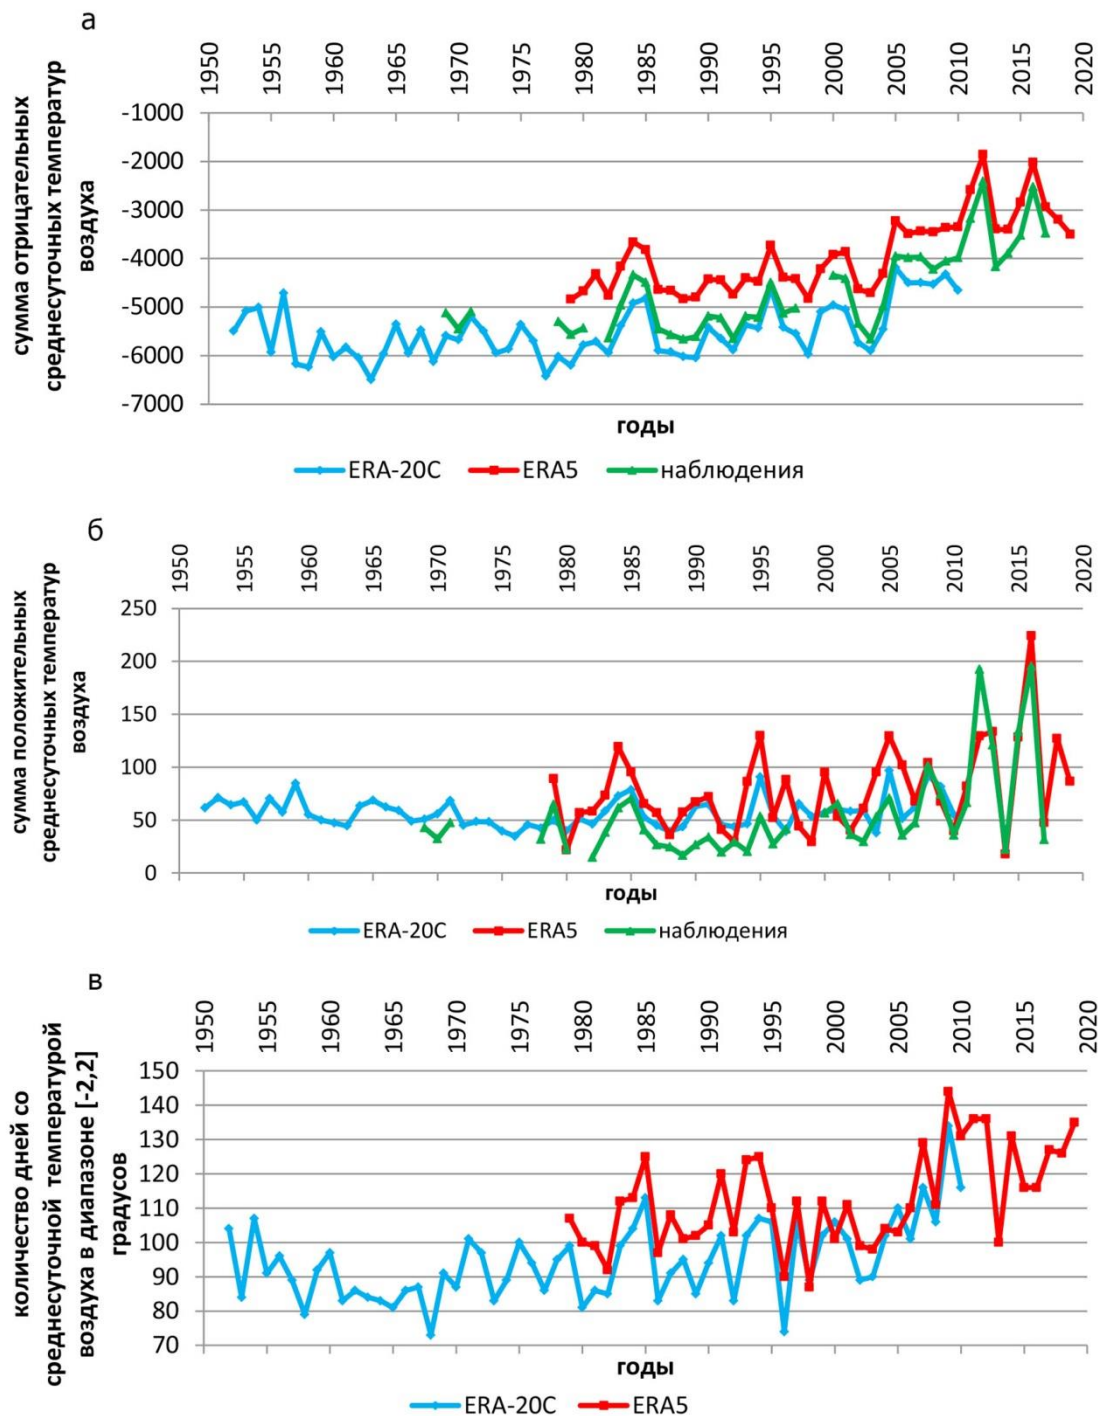 а
1950 1955 1960 1965 1970 1975 1980 1985 1990 1995 2000 2005 2010 2015 2020
сумма отрицательных
среднесуточных температур
воздуха
-1000
-2000
-3000
-4000
-5000
-6000
-7000
годы
ERA-20C ERA5 наблюдения
б
1950 1955 1960 1965 1970 1975 1980 1985 1990 1995 2000 2005 2010 2015 2020
сумма положительных
среднесуточных температур
воздуха
250
200
150
100
50
0
годы
ERA-20C ERA5 наблюдения
в
1950 1955 1960 1965 1970 1975 1980 1985 1990 1995 2000 2005 2010 2015 2020
количество дней со
среднесуточной температурой
воздуха в диапазоне [-2,2]
градусов
150
140
130
120
110
100
90
80
70
годы
ERA-20C ERA5